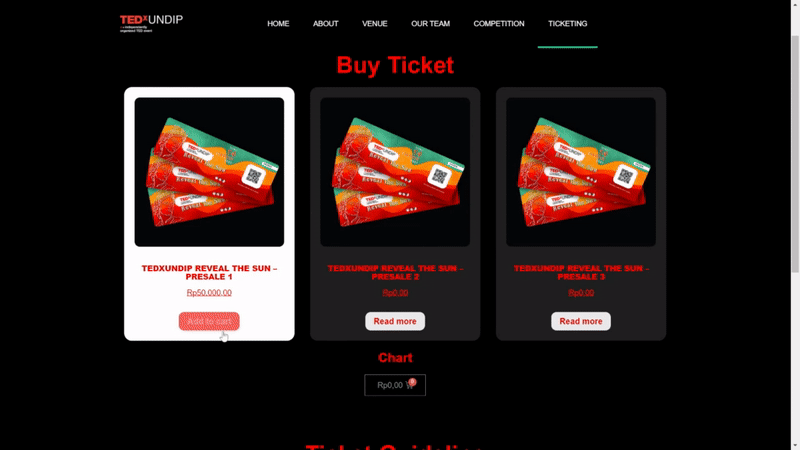 TEDxUNDIP
x = independently
organized TED event
HOME
ABOUT
VENUE
OUR TEAM
COMPETITION
TICKETING
Buy Ticket
TEDXUNDIP REVEAL THE SUN –
PRESALE 1
Rp50.000,00
Add to cart
TEDXUNDIP REVEAL THE SUN –
PRESALE 2
Rp0,00
Read more
TEDXUNDIP REVEAL THE SUN –
PRESALE 3
Rp0,00
Read more
Chart
Rp0,00
0
Ticket Guideline